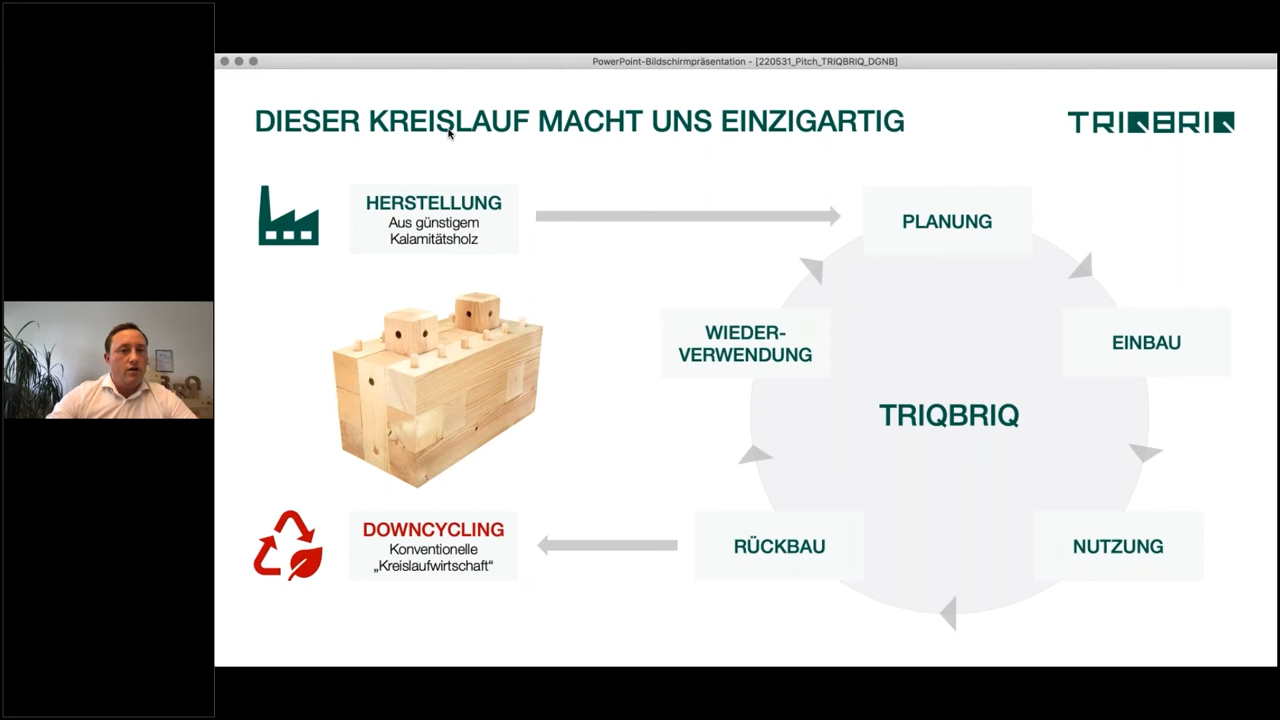 PowerPoint-Bildschirmpräsentation - [220531_Pitch_TRIQBRIQ_DGNB]
DIESER KREISLAUF MACHT UNS EINZIGARTIG
TRIQBRIQ
HERSTELLUNG
Aus günstigem
Kalamitätsholz
PLANUNG
WIEDER-
VERWENDUNG
EINBAU
TRIQBRIQ
DOWNCYCLING
Konventionelle
„Kreislaufwirtschaft“
RÜCKBAU
NUTZUNG